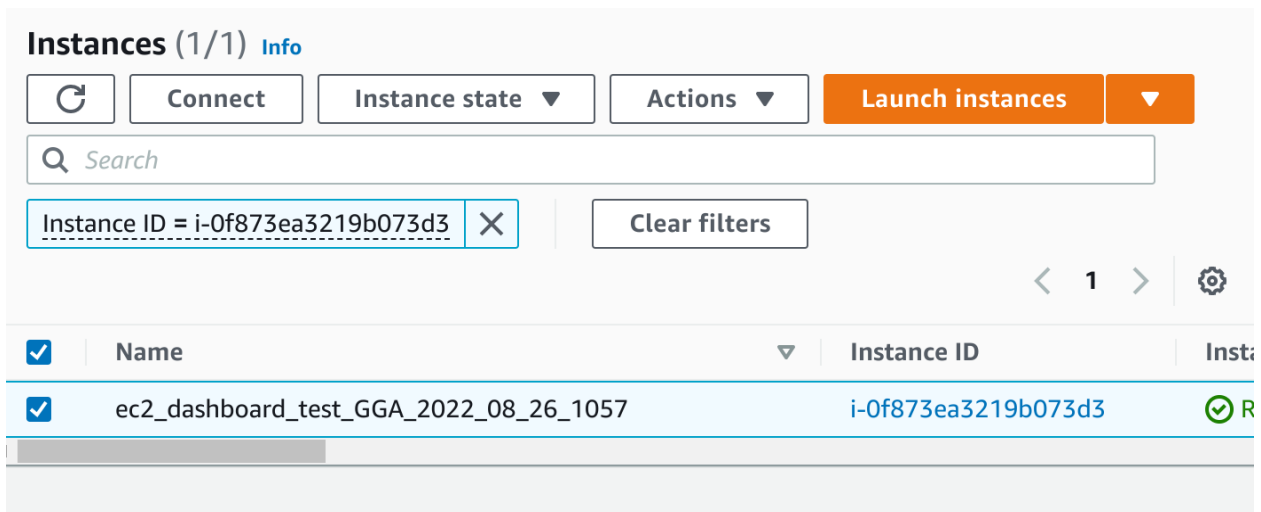 Instances (1/1) Info
Connect Instance state Actions Launch instances
Search
Instance ID = i-0f873ea3219b073d3 Clear filters
1
Name Instance ID
ec2_dashboard_test_GGA_2022_08_26_1057 i-0f873ea3219b073d3